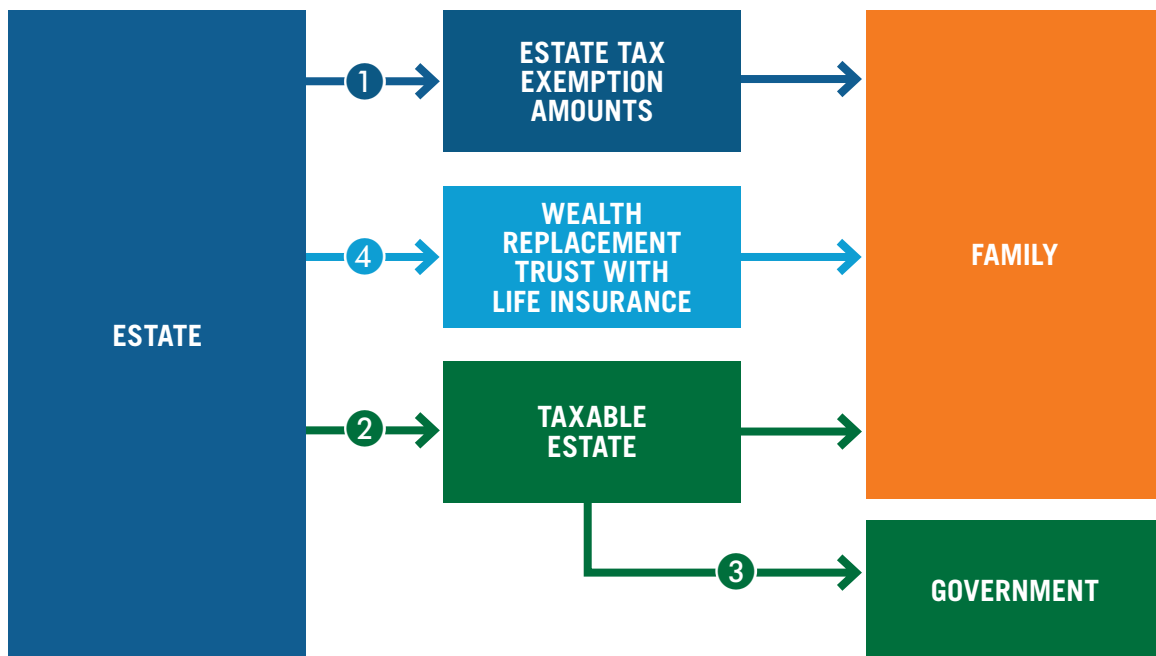 ESTATE
1
ESTATE TAX
EXEMPTION
AMOUNTS
4
WEALTH
REPLACEMENT
TRUST WITH
LIFE INSURANCE
2
TAXABLE
ESTATE
3
FAMILY
GOVERNMENT